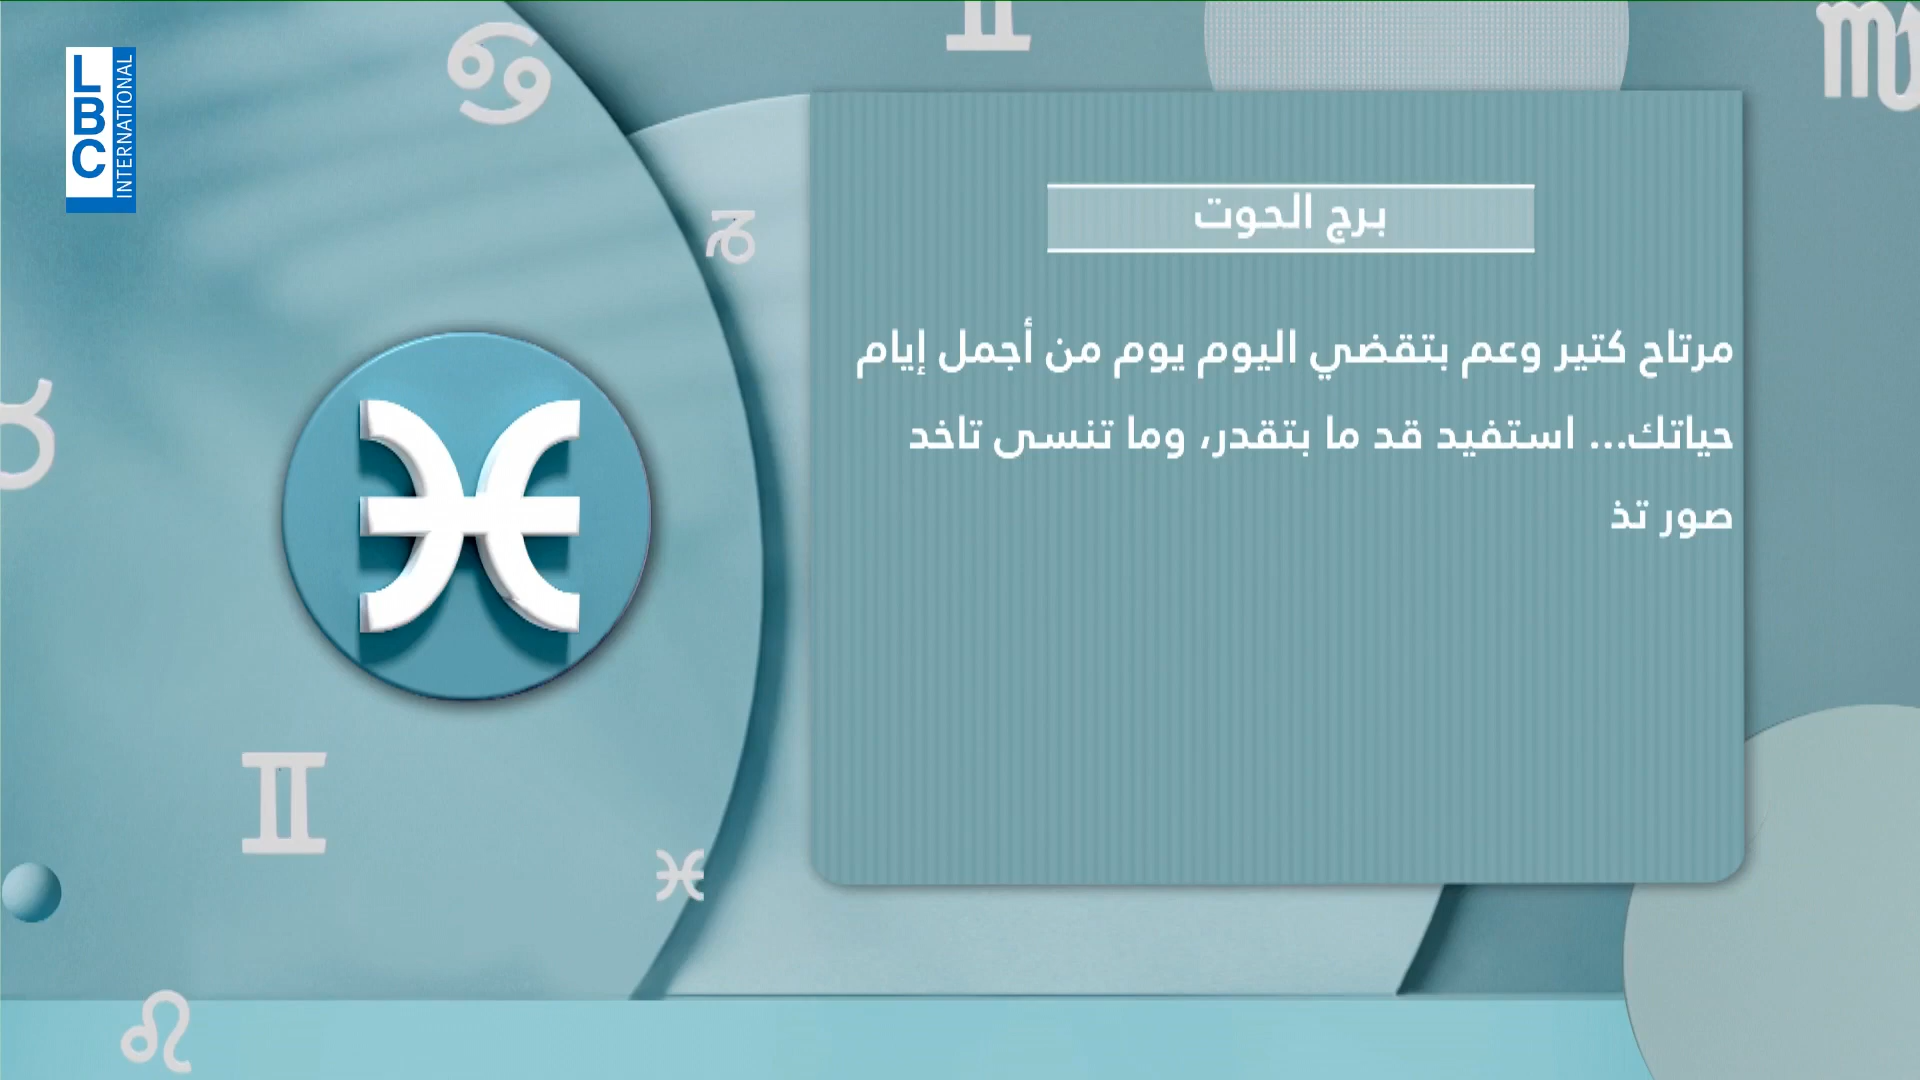 LBC
INTERNATIONAL
برج الحوت
مرتاح كتير وعم بتقضي اليوم يوم من أجمل إيام
حياتك... استفيد قد ما بتقدر، وما تنسى تاخد
صور تذ